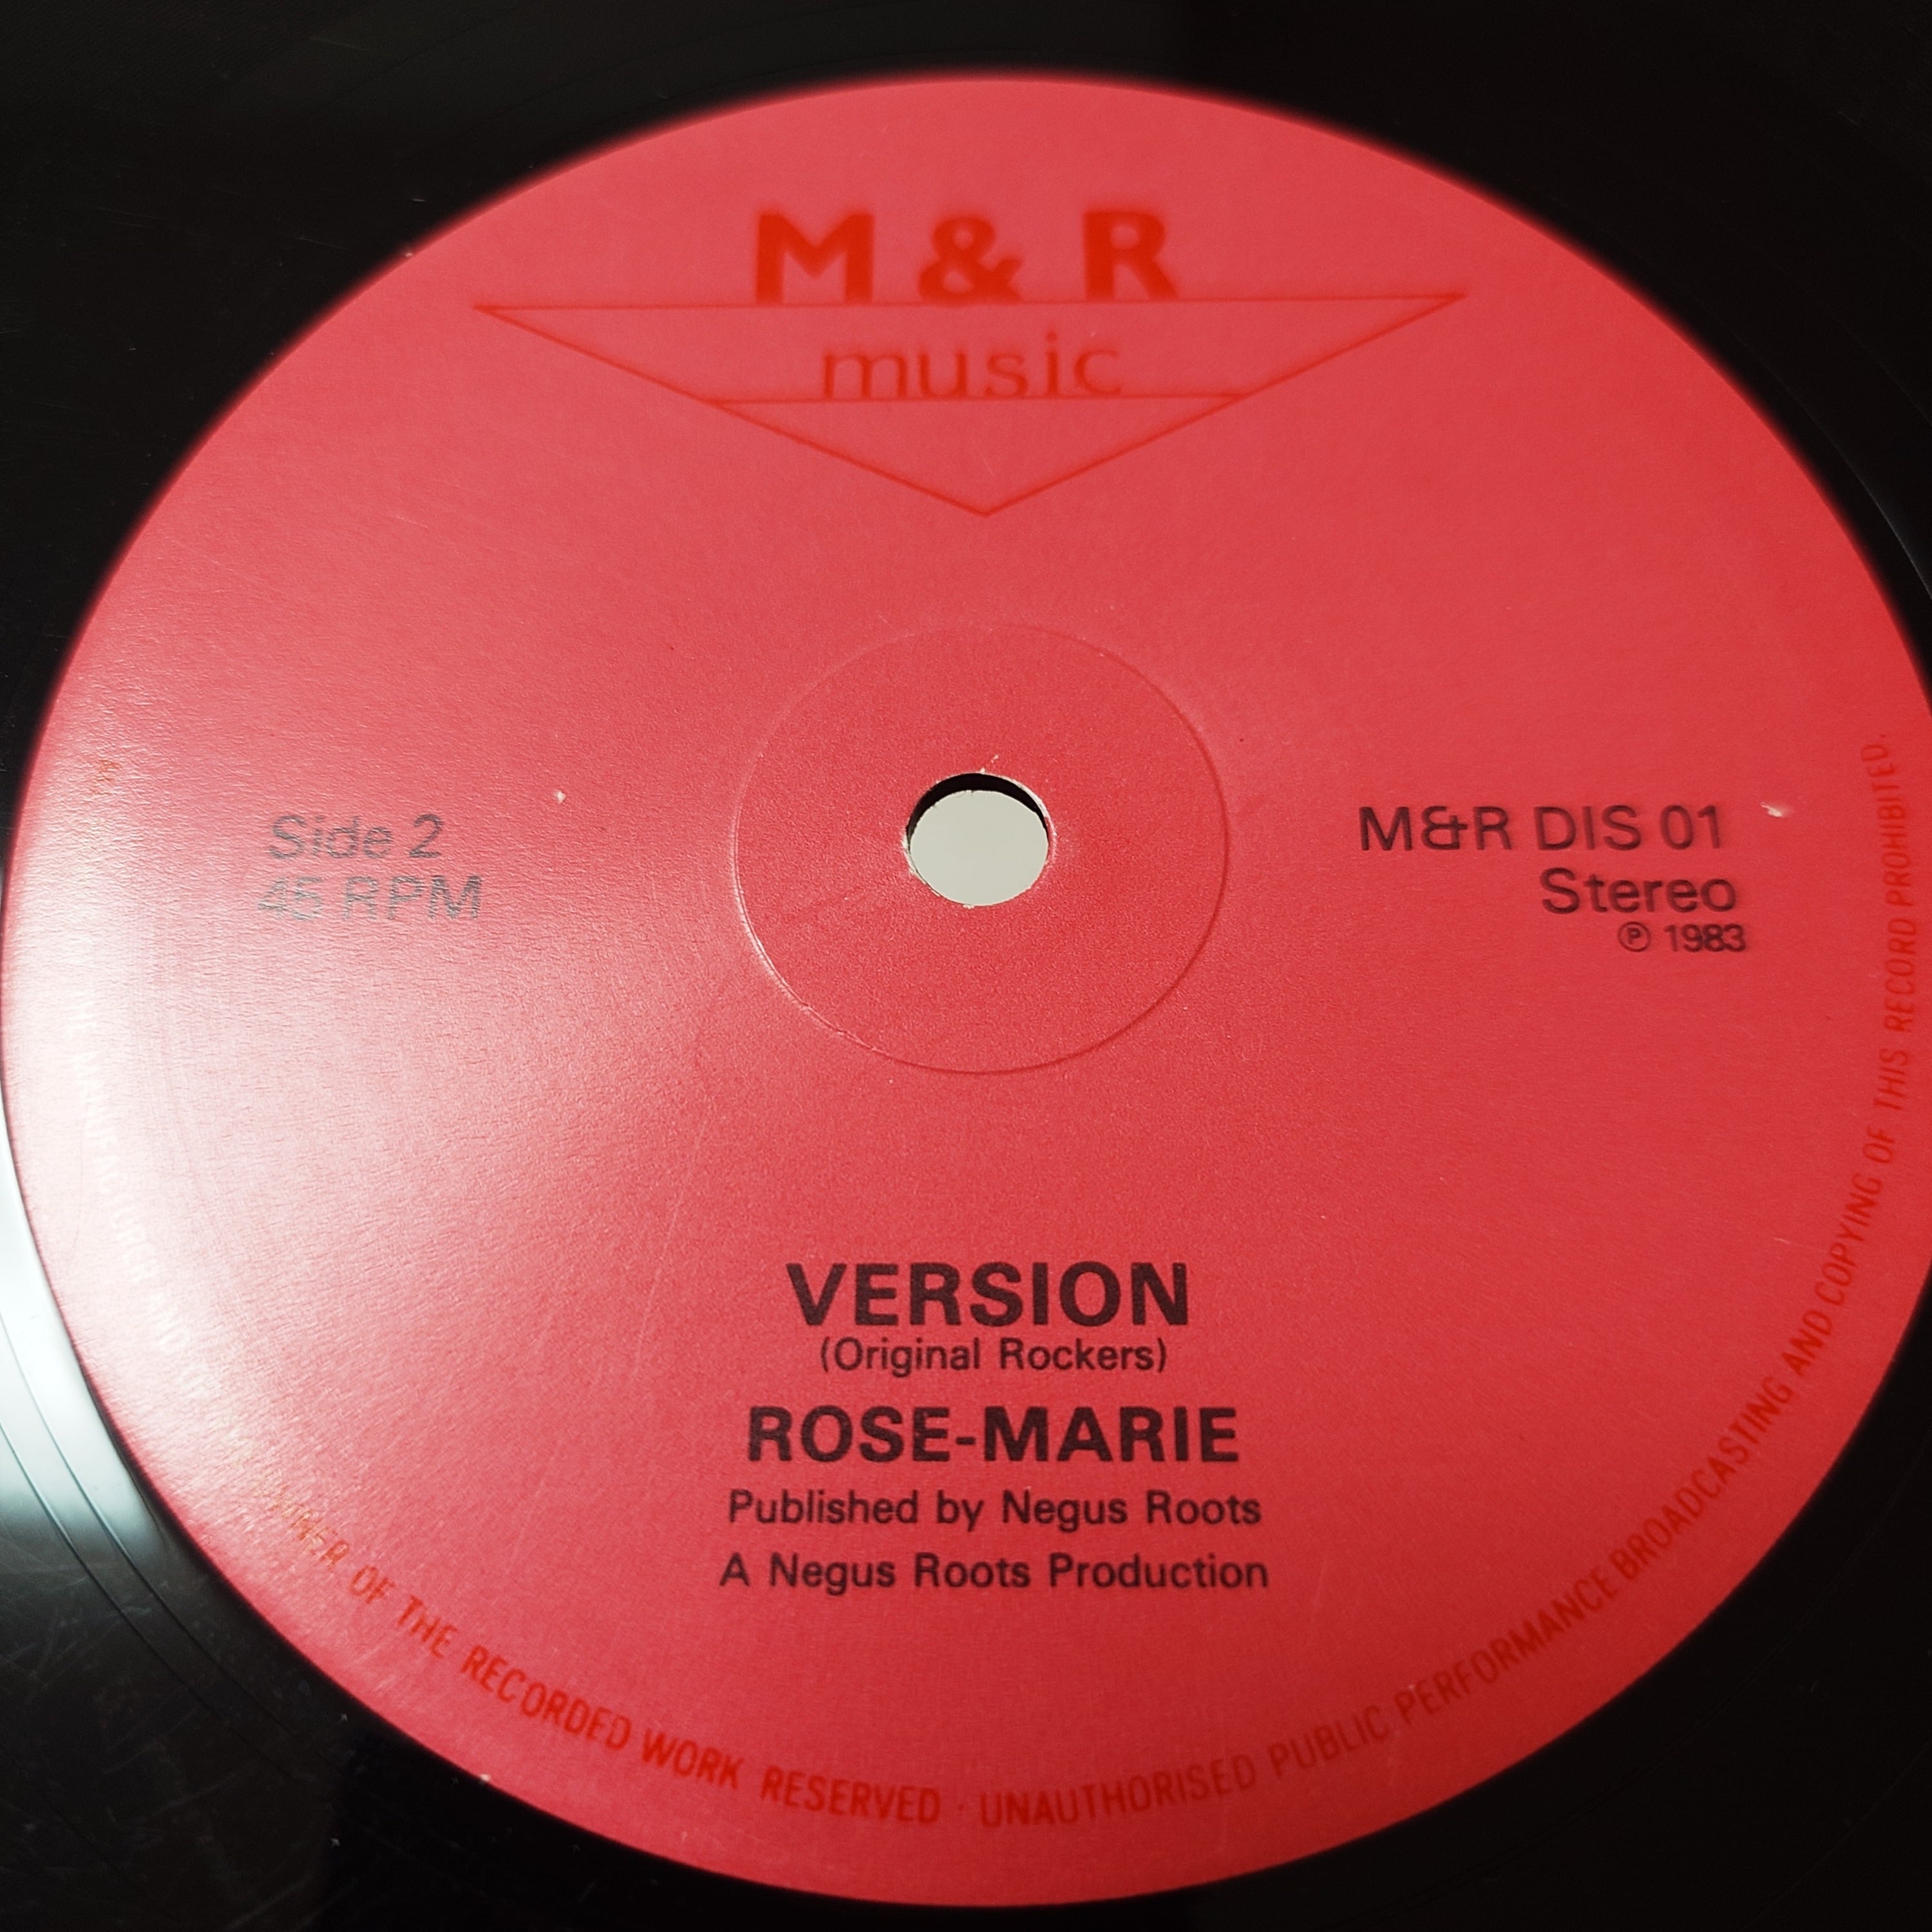 M & R
music
Side 2
45 RPM
M&R DIS 01
Stereo
℗ 1983
VERSION
(Original Rockers)
ROSE-MARIE
Published by Negus Roots
A Negus Roots Production
OWNER OF THE RECORDED WORK RESERVED · UNAUTHORISED PUBLIC PERFORMANCE BROADCASTING AND COPYING OF THIS RECORD PROHIBITED.